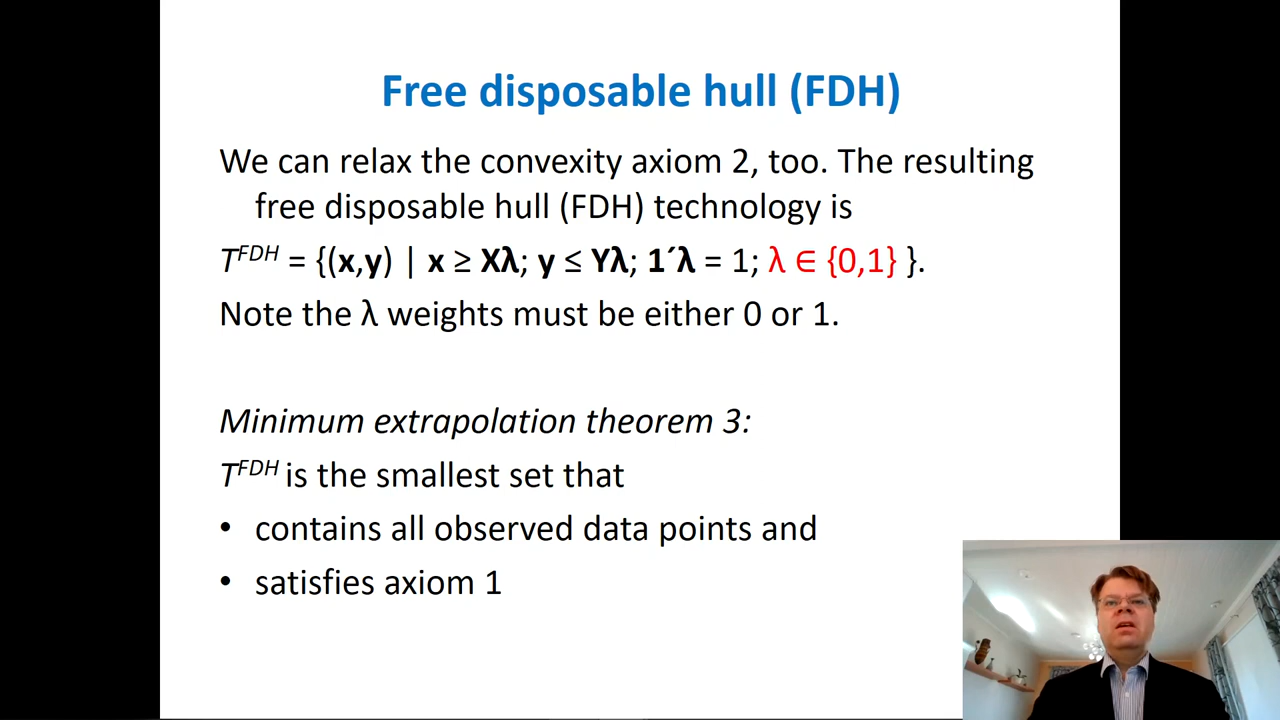 Free disposable hull (FDH)
We can relax the convexity axiom 2, too. The resulting
free disposable hull (FDH) technology is
T^FDH = {(x,y) | x ≥ Xλ; y ≤ Yλ; 1´λ = 1; λ ∈ {0,1} }.
Note the λ weights must be either 0 or 1.
Minimum extrapolation theorem 3:
T^FDH is the smallest set that
• contains all observed data points and
• satisfies axiom 1